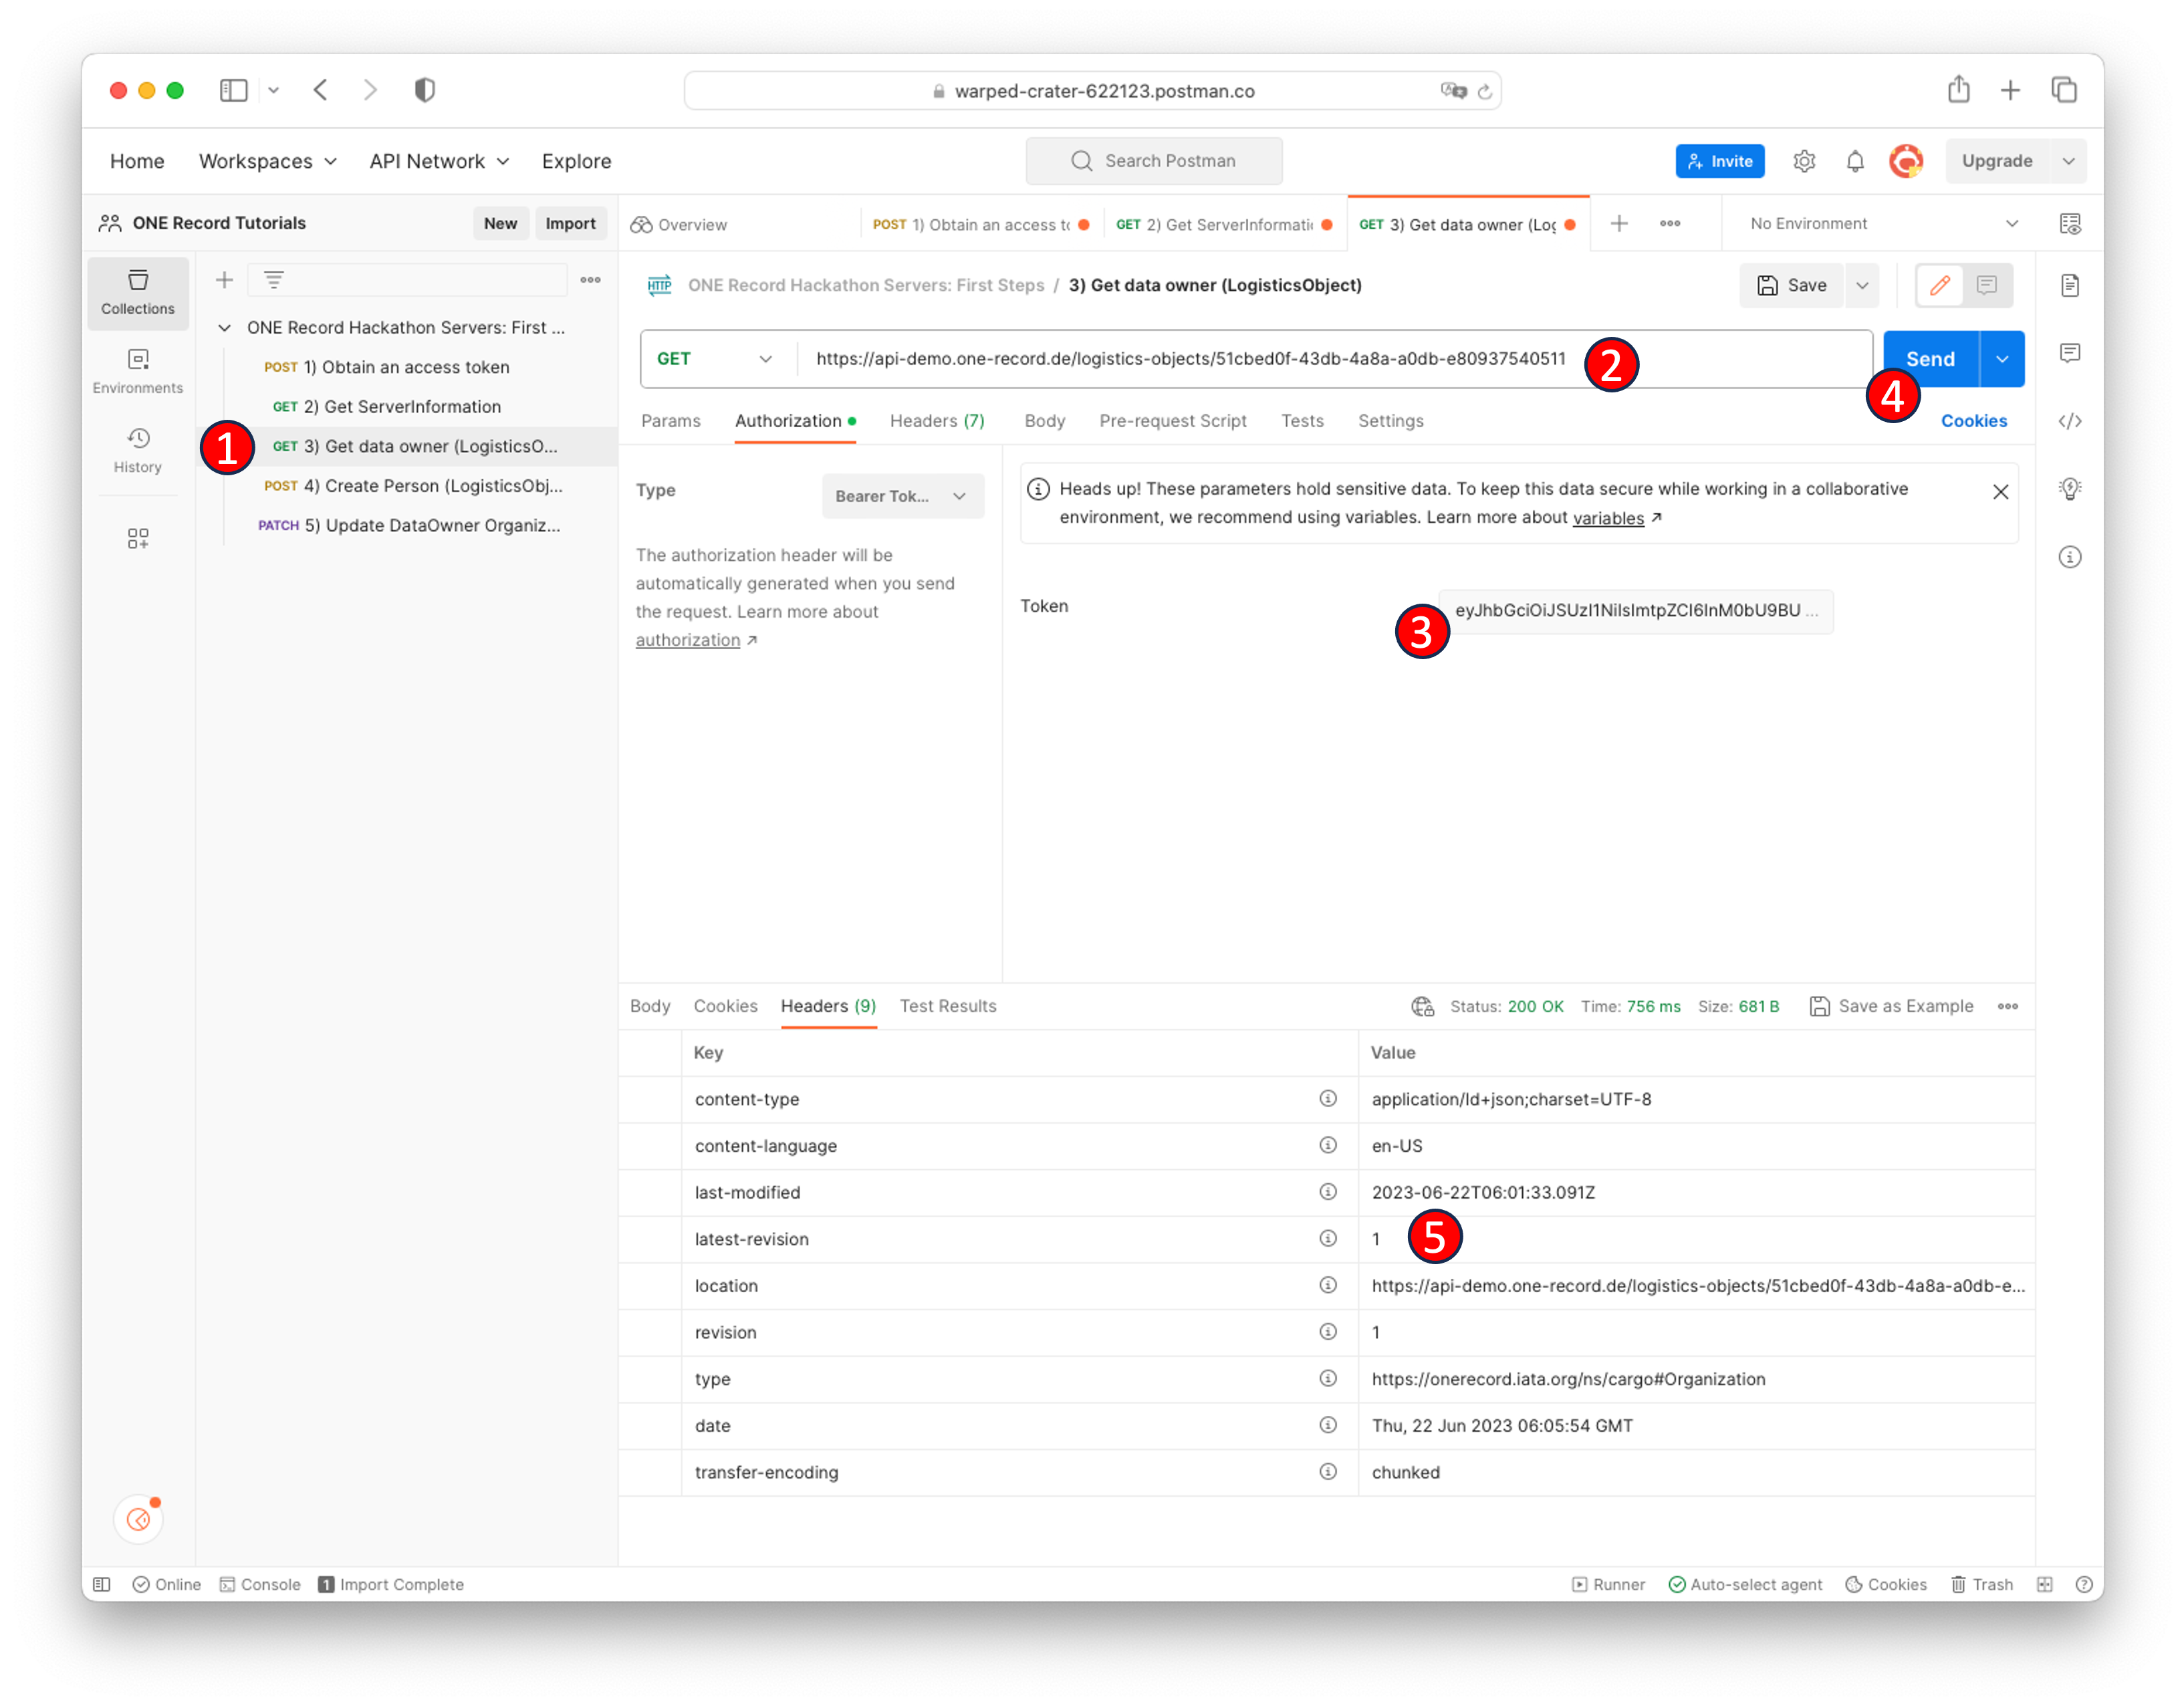 warped-crater-622123.postman.co
Home Workspaces API Network Explore
Search Postman
Invite
Upgrade
ONE Record Tutorials
New Import
Overview
POST 1) Obtain an access to
GET 2) Get ServerInformati
GET 3) Get data owner (Log
No Environment
Collections
Environments
History
ONE Record Hackathon Servers: First ...
POST 1) Obtain an access token
GET 2) Get ServerInformation
1
GET 3) Get data owner (LogisticsO...
POST 4) Create Person (LogisticsObj...
PATCH 5) Update DataOwner Organiz...
HTTP ONE Record Hackathon Servers: First Steps / 3) Get data owner (LogisticsObject)
Save
GET https://api-demo.one-record.de/logistics-objects/51cbed0f-43db-4a8a-a0db-e80937540511 2
Send
4
Params Authorization Headers (7) Body Pre-request Script Tests Settings
Cookies
Type
Bearer Tok...
The authorization header will be
automatically generated when you send
the request. Learn more about
authorization ↗
Heads up! These parameters hold sensitive data. To keep this data secure while working in a collaborative
environment, we recommend using variables. Learn more about variables ↗
Token
3
eyJhbGciOiJSUzI1NiIsImtpZCI6InM0bU9BU ...
Body Cookies Headers (9) Test Results
Status: 200 OK Time: 756 ms Size: 681 B
Save as Example
Key Value
content-type application/ld+json;charset=UTF-8
content-language en-US
last-modified 2023-06-22T06:01:33.091Z
latest-revision 1 5
location https://api-demo.one-record.de/logistics-objects/51cbed0f-43db-4a8a-a0db-e...
revision 1
type https://onerecord.iata.org/ns/cargo#Organization
date Thu, 22 Jun 2023 06:05:54 GMT
transfer-encoding chunked
Online Console 1 Import Complete
Runner Auto-select agent Cookies Trash